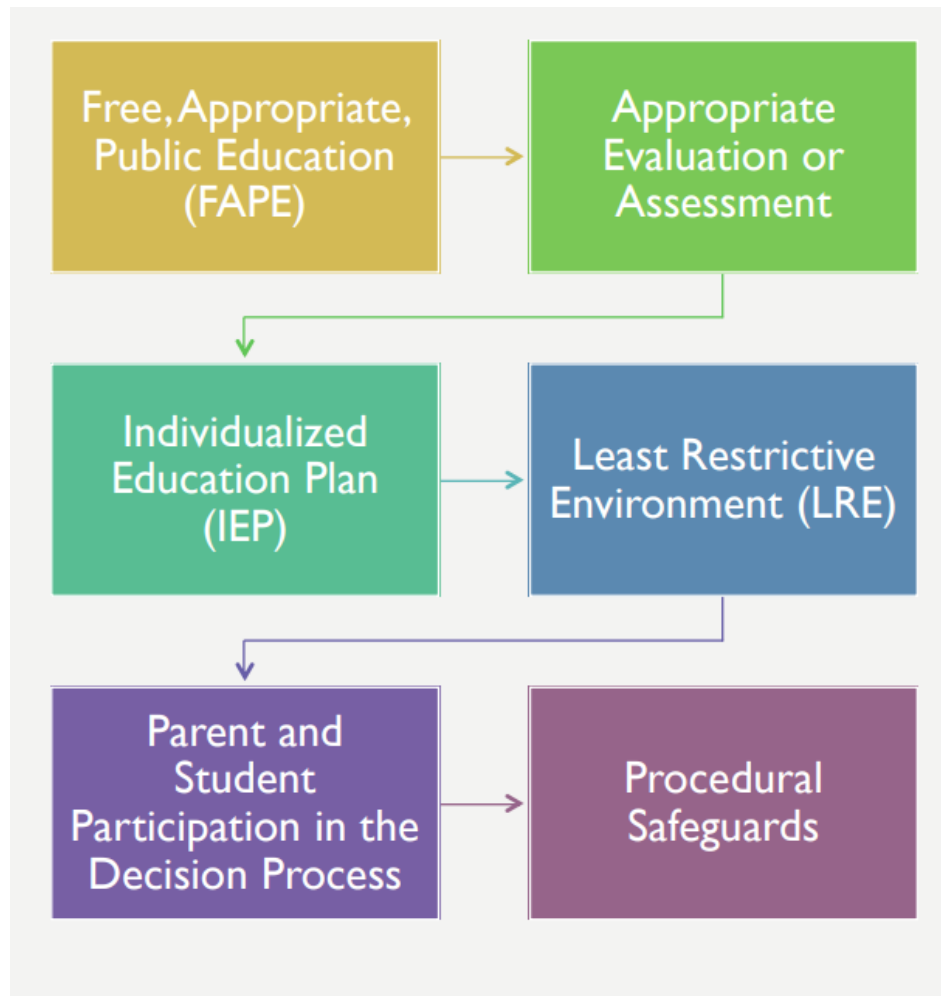 Free, Appropriate,
Public Education
(FAPE)
Appropriate
Evaluation or
Assessment
Individualized
Education Plan
(IEP)
Least Restrictive
Environment (LRE)
Parent and
Student
Participation in the
Decision Process
Procedural
Safeguards